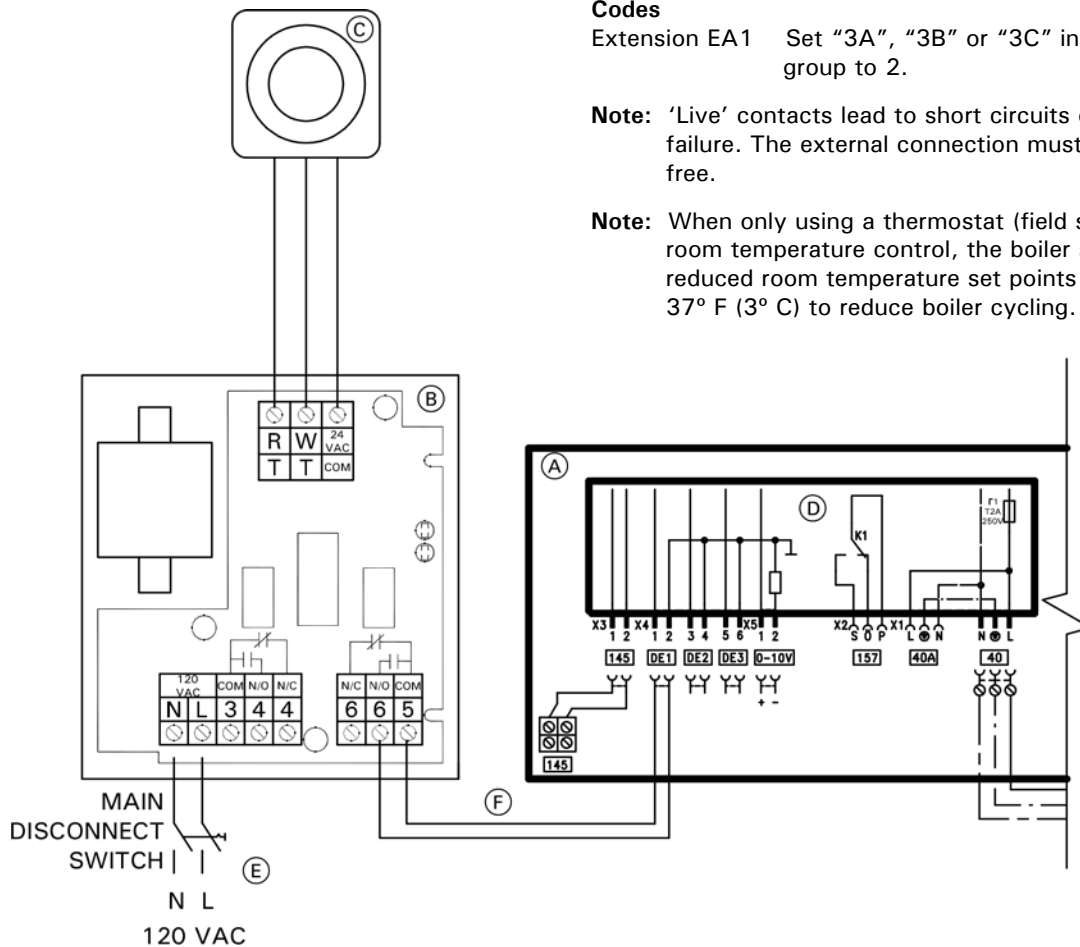 Codes
Extension EA1 Set “3A”, “3B” or “3C” in
group to 2.
Note: ‘Live’ contacts lead to short circuits
failure. The external connection must
free.
Note: When only using a thermostat (field
room temperature control, the boiler
reduced room temperature set points
37º F (3º C) to reduce boiler cycling.
C
B
R W 24 VAC
T T COM
A
D
F1
T2A
250V
K1
120 VAC COM N/O N/C
N L 3 4 4
N/C N/O COM
6 6 5
X3 1 2 X4 1 2 3 4 5 6 X5 1 2
X2 S O P X1 L N
N L
145 DE1 DE2 DE3 0-10V 157 40A 40
+ -
145
F
MAIN
DISCONNECT
SWITCH
E
N L
120 VAC